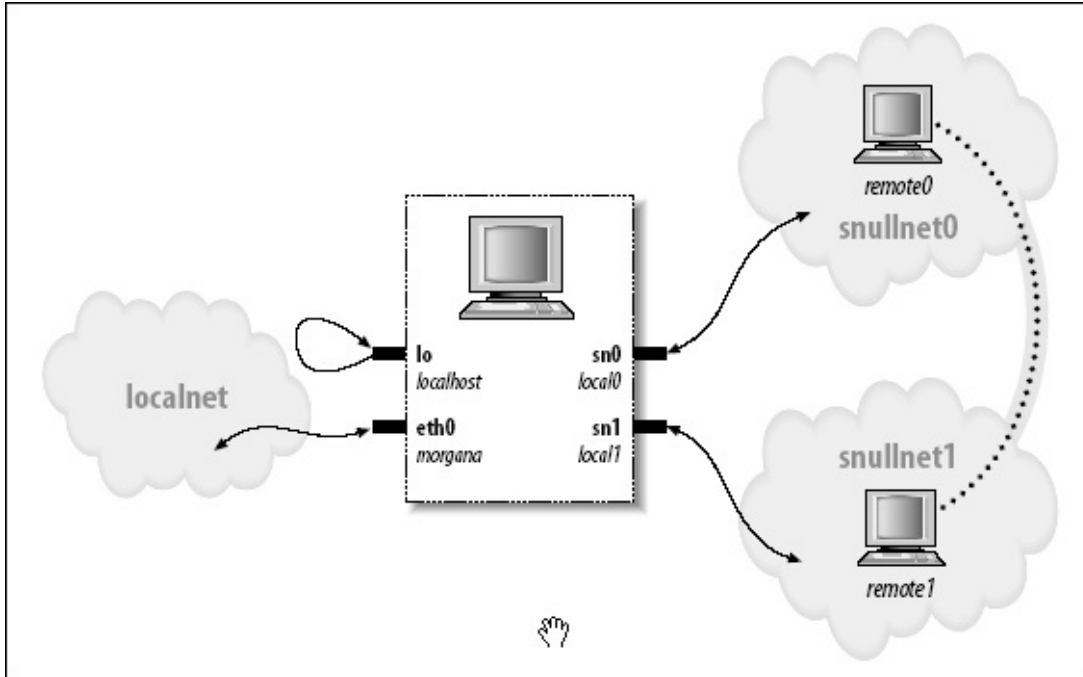 remote0
snullnet0
localnet
lo
localhost
eth0
morgana
sn0
local0
sn1
local1
snullnet1
remote1